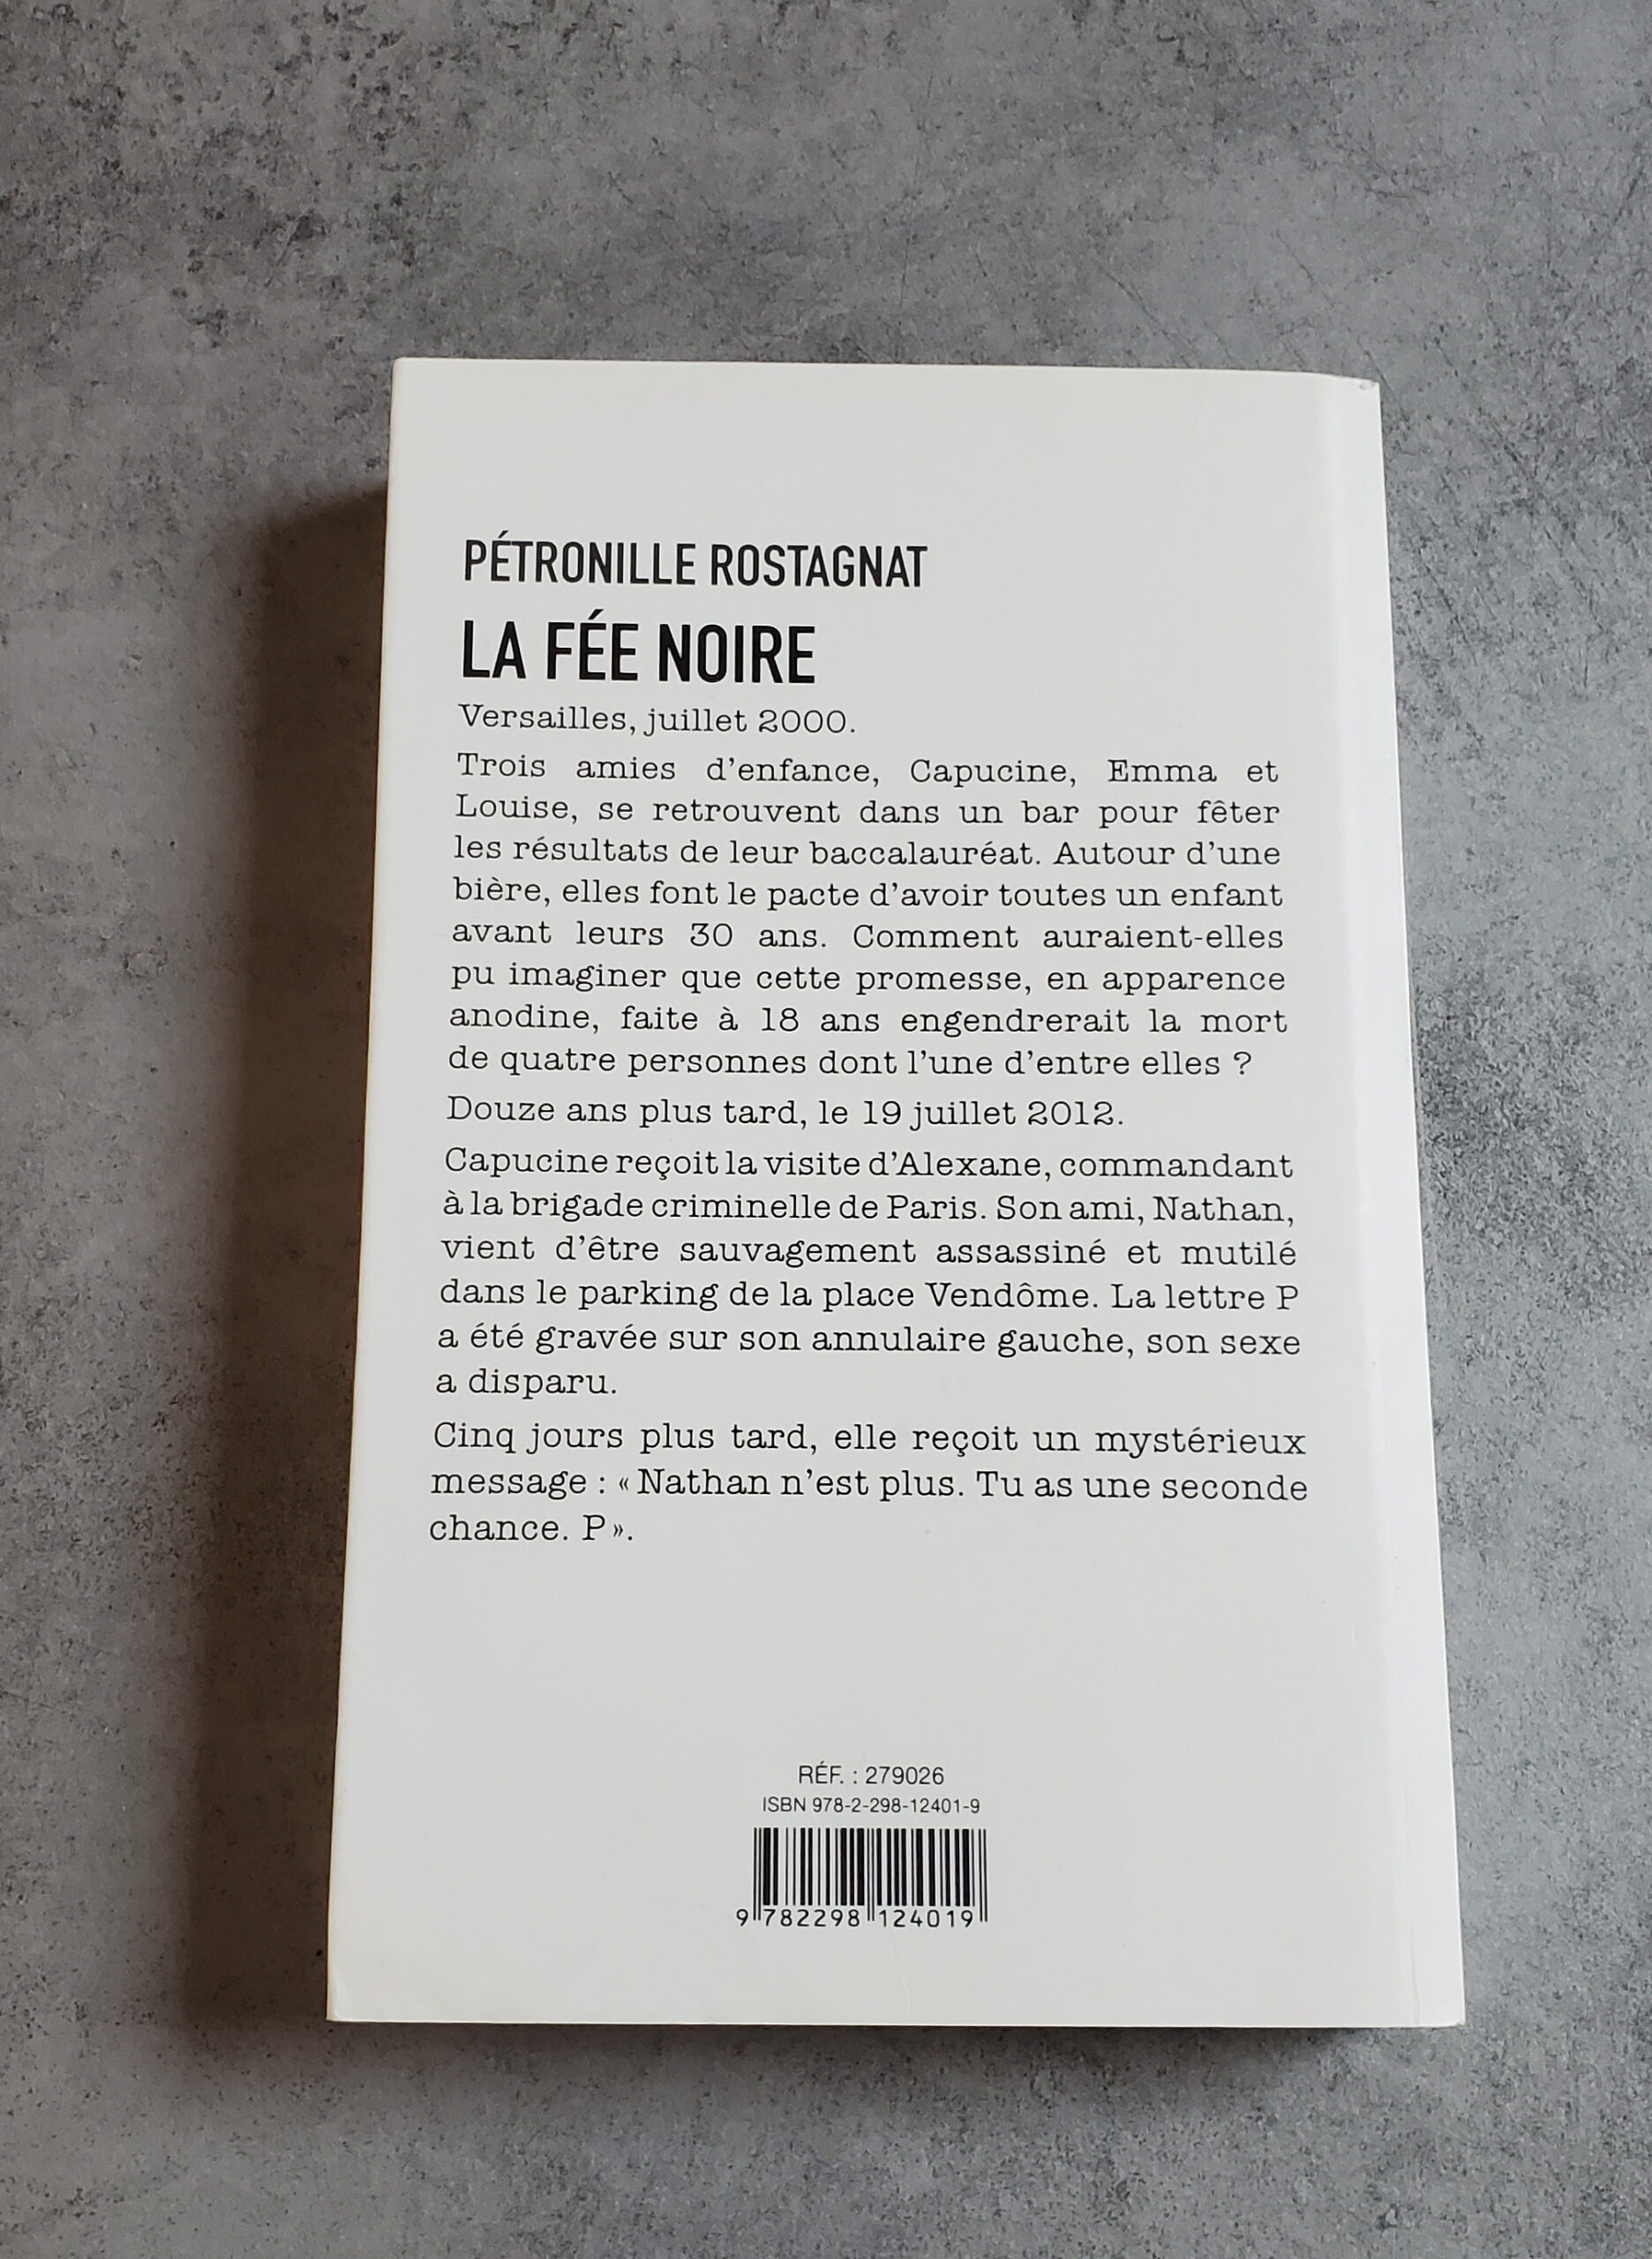 PÉTRONILLE ROSTAGNAT
LA FÉE NOIRE
Versailles, juillet 2000.
Trois amies d'enfance, Capucine, Emma et
Louise, se retrouvent dans un bar pour fêter
les résultats de leur baccalauréat. Autour d'une
bière, elles font le pacte d'avoir toutes un enfant
avant leurs 30 ans. Comment auraient-elles
pu imaginer que cette promesse, en apparence
anodine, faite à 18 ans engendrerait la mort
de quatre personnes dont l'une d'entre elles ?
Douze ans plus tard, le 19 juillet 2012.
Capucine reçoit la visite d'Alexane, commandant
à la brigade criminelle de Paris. Son ami, Nathan,
vient d'être sauvagement assassiné et mutilé
dans le parking de la place Vendôme. La lettre P
a été gravée sur son annulaire gauche, son sexe
a disparu.
Cinq jours plus tard, elle reçoit un mystérieux
message : « Nathan n'est plus. Tu as une seconde
chance. P ».
RÉF. : 279026
ISBN 978-2-298-12401-9
9 782298 124019